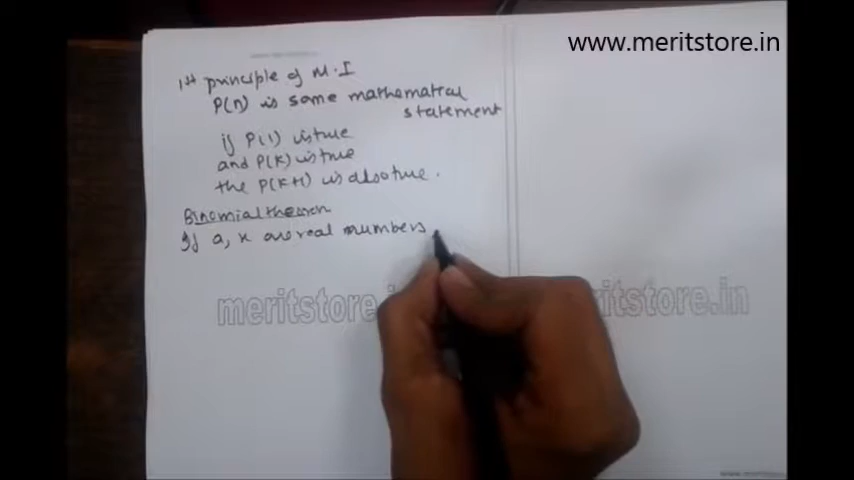 www.meritstore.in
1st principle of M.I
P(n) is some mathematical
statement
if P(1) is true
and P(K) is true
the P(K+1) is also true.
Binomial theorem
If a, x are real numbers
meritstore.in
meritstore.in